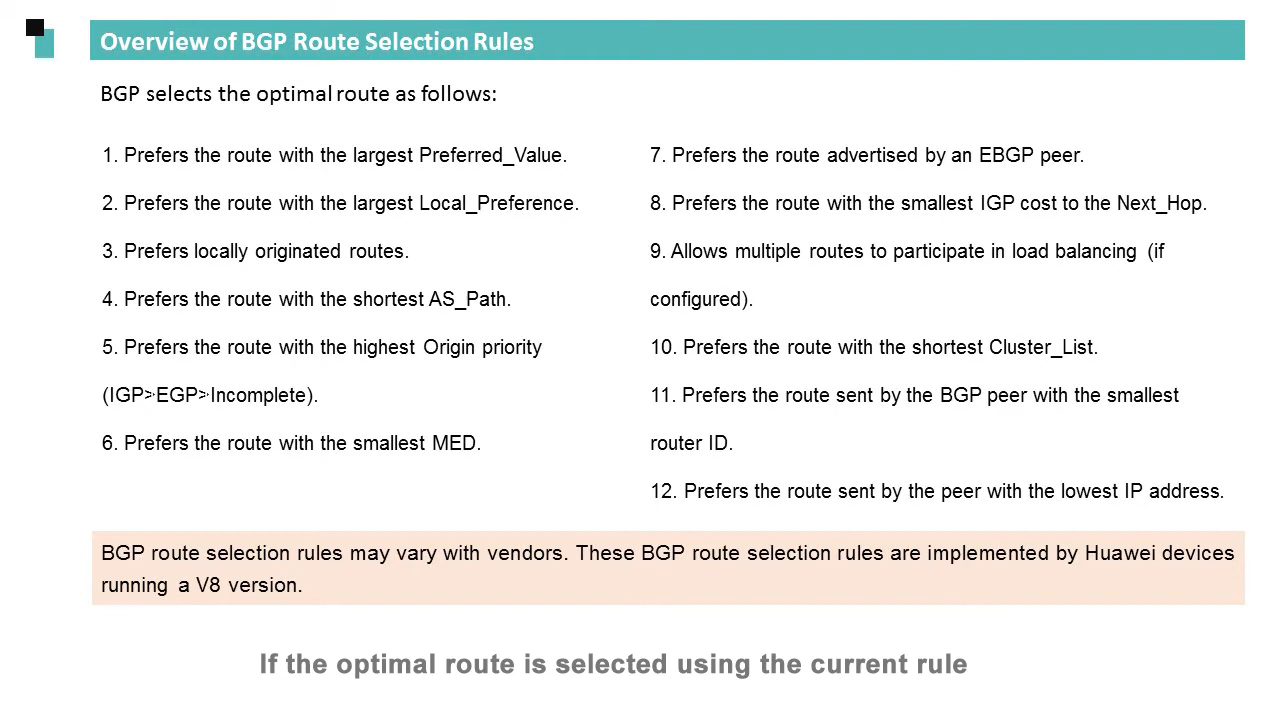 Overview of BGP Route Selection Rules
BGP selects the optimal route as follows:
1. Prefers the route with the largest Preferred_Value.
2. Prefers the route with the largest Local_Preference.
3. Prefers locally originated routes.
4. Prefers the route with the shortest AS_Path.
5. Prefers the route with the highest Origin priority
(IGP>EGP>Incomplete).
6. Prefers the route with the smallest MED.
7. Prefers the route advertised by an EBGP peer.
8. Prefers the route with the smallest IGP cost to the Next_Hop.
9. Allows multiple routes to participate in load balancing (if
configured).
10. Prefers the route with the shortest Cluster_List.
11. Prefers the route sent by the BGP peer with the smallest
router ID.
12. Prefers the route sent by the peer with the lowest IP address.
BGP route selection rules may vary with vendors. These BGP route selection rules are implemented by Huawei devices
running a V8 version.
If the optimal route is selected using the current rule